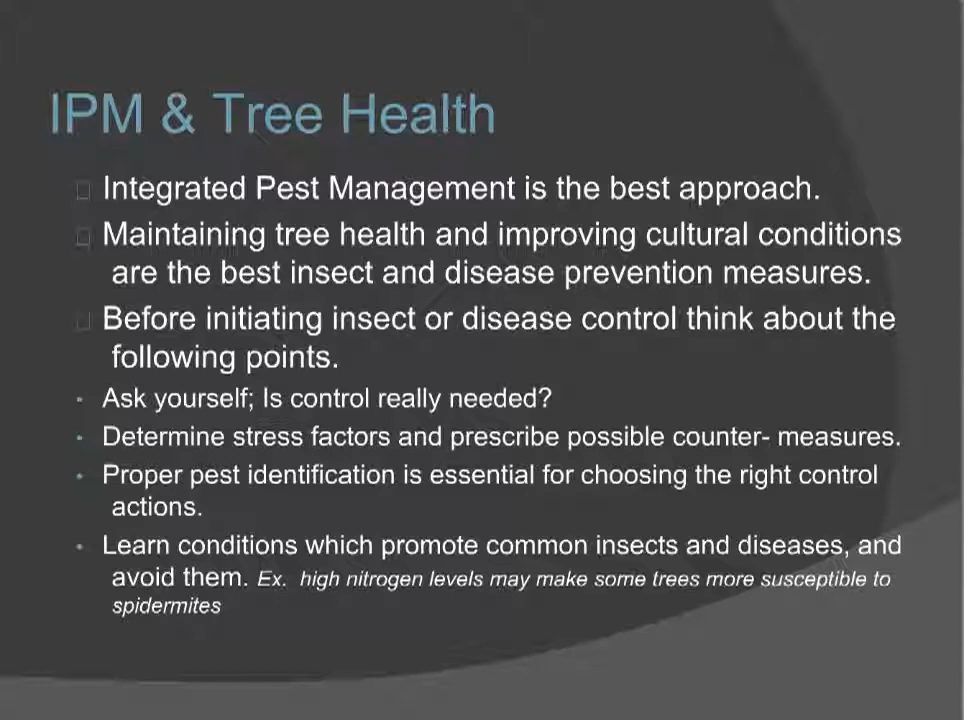 IPM & Tree Health
Integrated Pest Management is the best approach.
Maintaining tree health and improving cultural conditions
are the best insect and disease prevention measures.
Before initiating insect or disease control think about the
following points.
• Ask yourself; Is control really needed?
• Determine stress factors and prescribe possible counter- measures.
• Proper pest identification is essential for choosing the right control
actions.
• Learn conditions which promote common insects and diseases, and
avoid them. Ex. high nitrogen levels may make some trees more susceptible to
spidermites